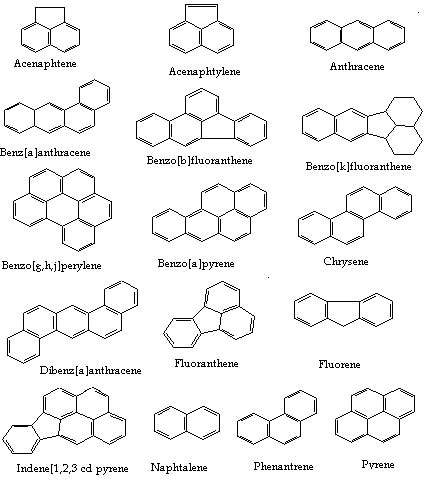 Acenaphtene
Acenaphtylene
Anthracene
Benz[a]anthracene
Benzo[b]fluoranthene
Benzo[k]fluoranthene
Benzo[g,h,j]perylene
Benzo[a]pyrene
Chrysene
Dibenz[a]anthracene
Fluoranthene
Fluorene
Indene[1,2,3 cd pyrene
Naphtalene
Phenantrene
Pyrene